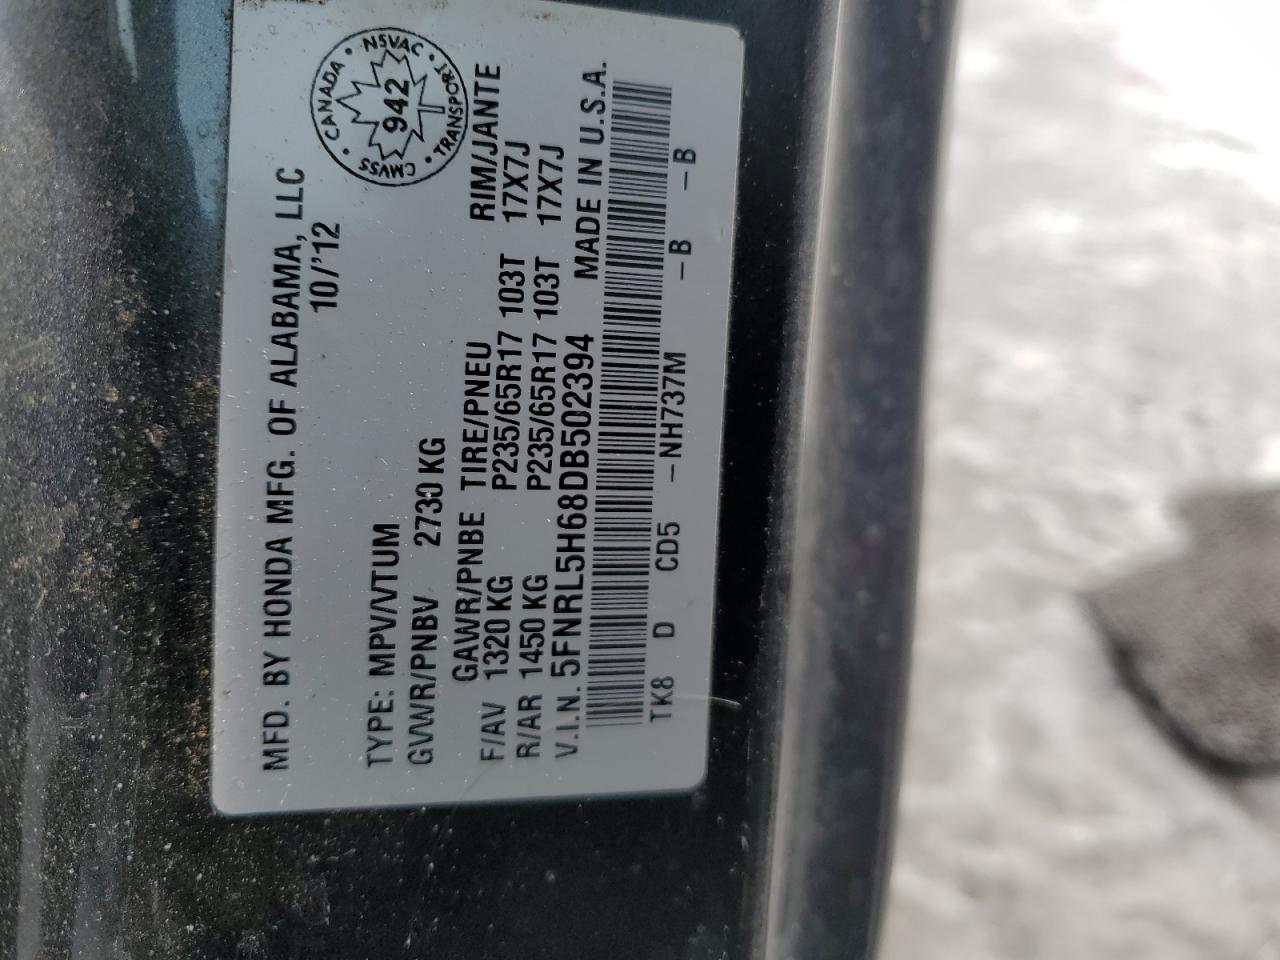 MFD. BY HONDA MFG. OF ALABAMA, LLC
10/'12
CANADA • NSVAC • TRANSPORT • CMVSS •
942
TYPE: MPV/VTUM
GVWR/PNBV 2730 KG
GAWR/PNBE TIRE/PNEU RIM/JANTE
F/AV 1320 KG P235/65R17 103T 17X7J
R/AR 1450 KG P235/65R17 103T 17X7J
V.I.N. 5FNRL5H68DB502394 MADE IN U.S.A.
TK8 D CD5 -NH737M -B -B